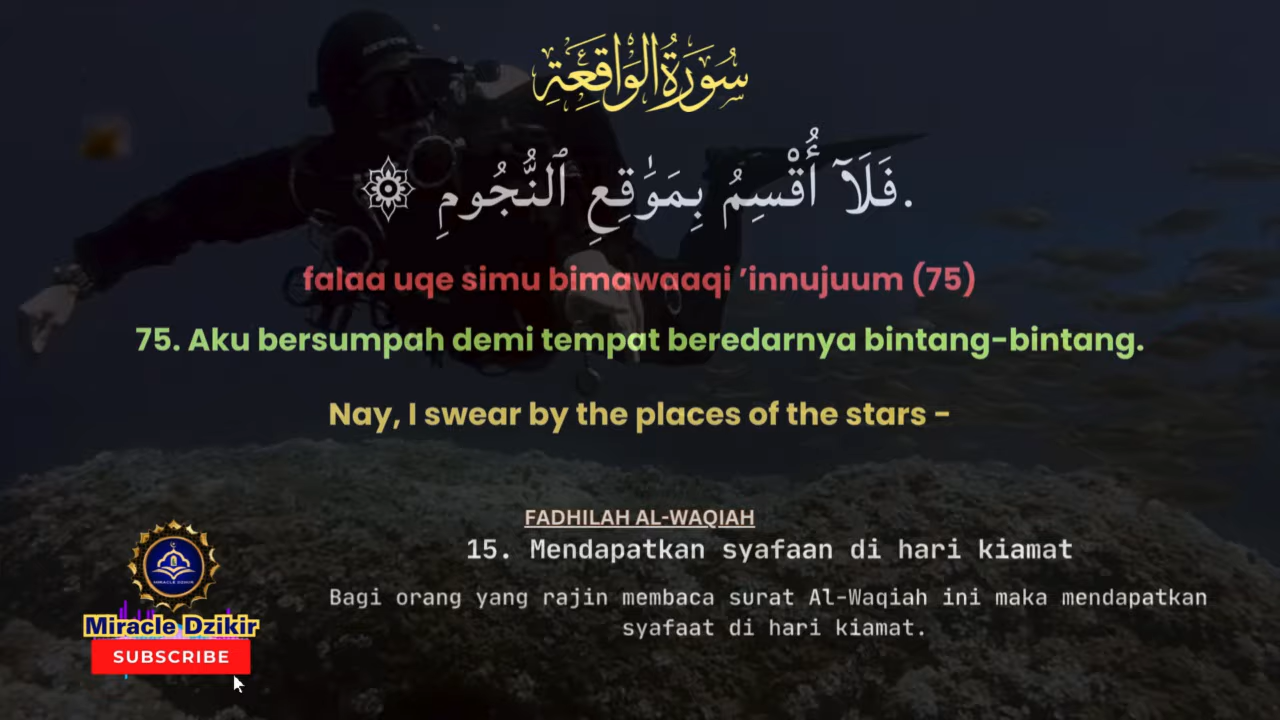 سُورَةُ الْوَاقِعَةِ
فَلَآ أُقْسِمُ بِمَوَٰقِعِ ٱلنُّجُومِ ۞.
falaa uqe simu bimawaaqi ’innujuum (75)
75. Aku bersumpah demi tempat beredarnya bintang-bintang.
Nay, I swear by the places of the stars -
FADHILAH AL-WAQIAH
15. Mendapatkan syafaan di hari kiamat
Bagi orang yang rajin membaca surat Al-Waqiah ini maka mendapatkan
syafaat di hari kiamat.
MIRACLE DZIKIR
Miracle Dzikir
SUBSCRIBE